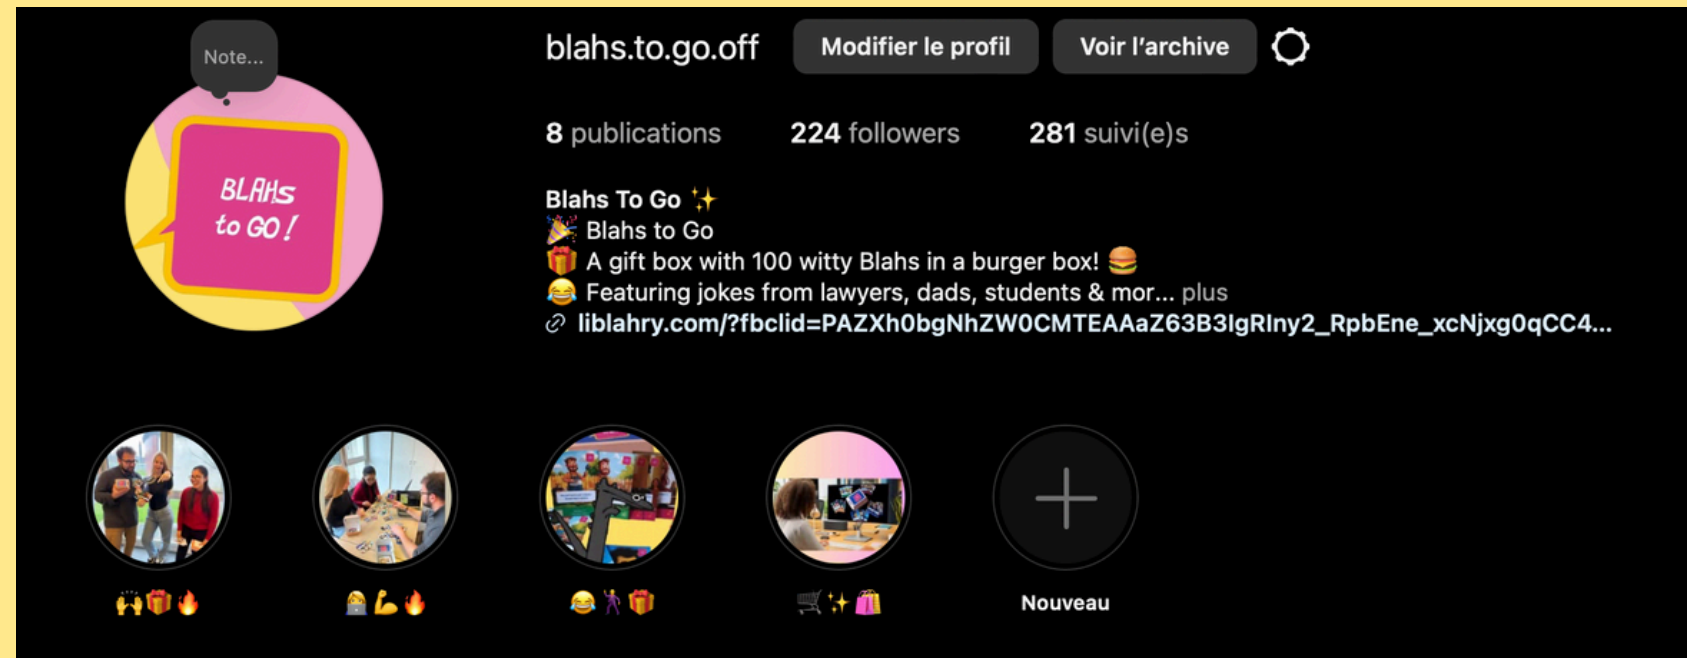 Note...
BLAHs
to GO!
blahs.to.go.off
Modifier le profil
Voir l'archive
8 publications
224 followers
281 suivi(e)s
Blahs To Go ✨
🎉 Blahs to Go
🎁 A gift box with 100 witty Blahs in a burger box! 🍔
😂 Featuring jokes from lawyers, dads, students & mor... plus
liblahry.com/?fbclid=PAZXh0bgNhZW0CMTEAAaZ63B3IgRIny2_RpbEne_xcNjxg0qCC4...
🙌🎁🔥
👩‍💻💪🔥
😂🕺🎁
🛒✨🛍️
Nouveau